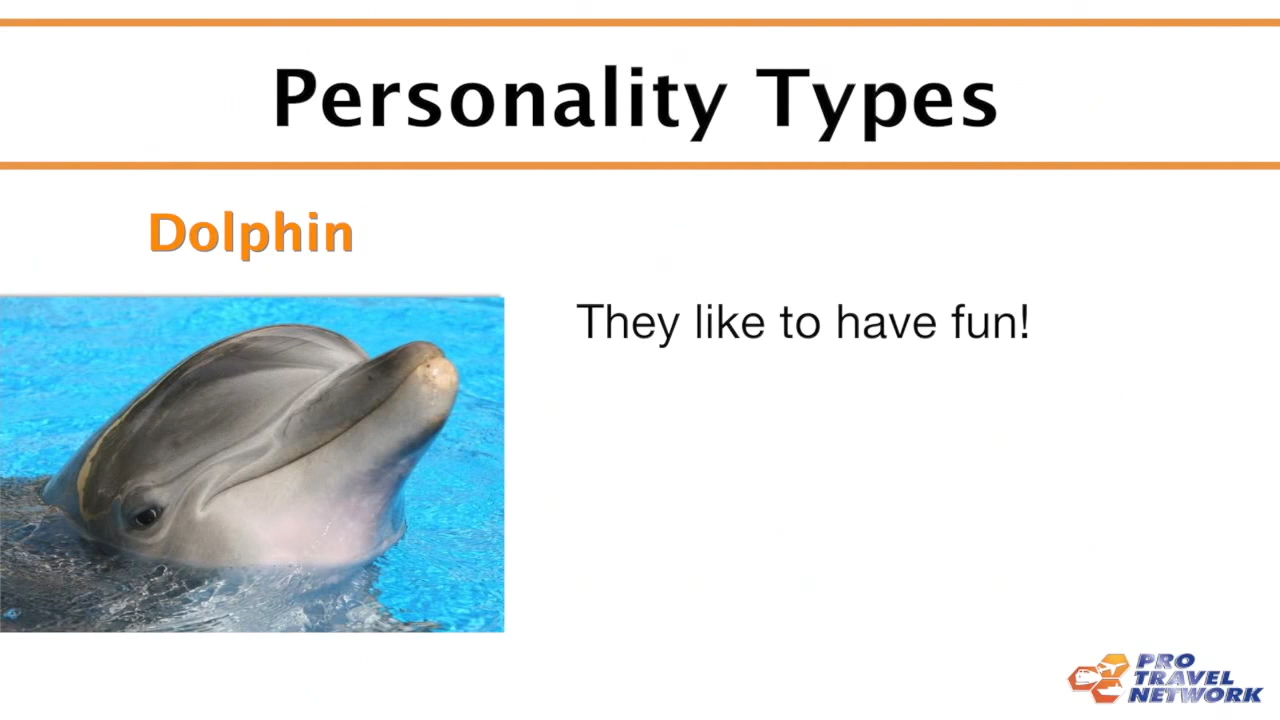 Personality Types
Dolphin
They like to have fun!
PRO
TRAVEL
NETWORK